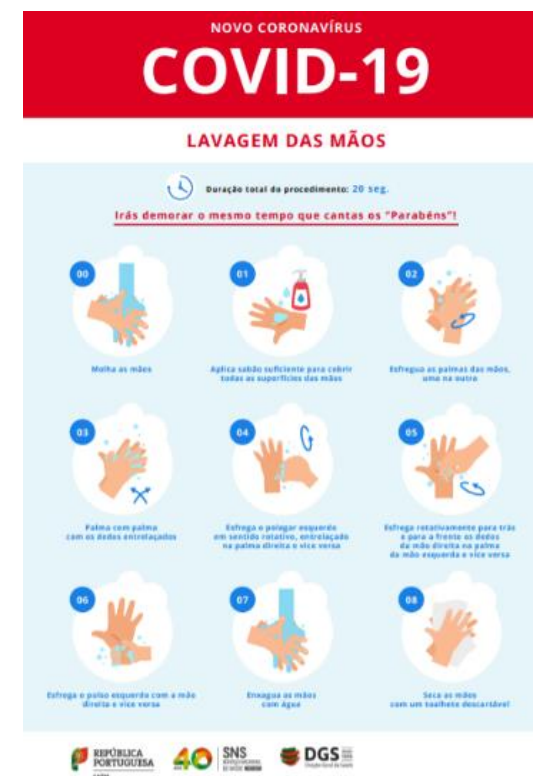 NOVO CORONAVÍRUS
COVID-19
LAVAGEM DAS MÃOS
Duração total do procedimento: 20 seg.
Irás demorar o mesmo tempo que cantas os "Parabéns"!
00
Molha as mãos
01
Aplica sabão suficiente para cobrir
todas as superfícies das mãos
02
Esfregua as palmas das mãos,
uma na outra
03
Palma com palma
com os dedos entrelaçados
04
Esfrega o polegar esquerdo
em sentido rotativo, entrelaçado
na palma direita e vice versa
05
Esfrega rotativamente para trás
e para a frente os dedos
da mão direita na palma
da mão esquerda e vice versa
06
Esfrega o pulso esquerdo com a mão
direita e vice versa
07
Enxagua as mãos
com água
08
Seca as mãos
com um toalhete descartável
REPÚBLICA
PORTUGUESA
40
SNS
DGS